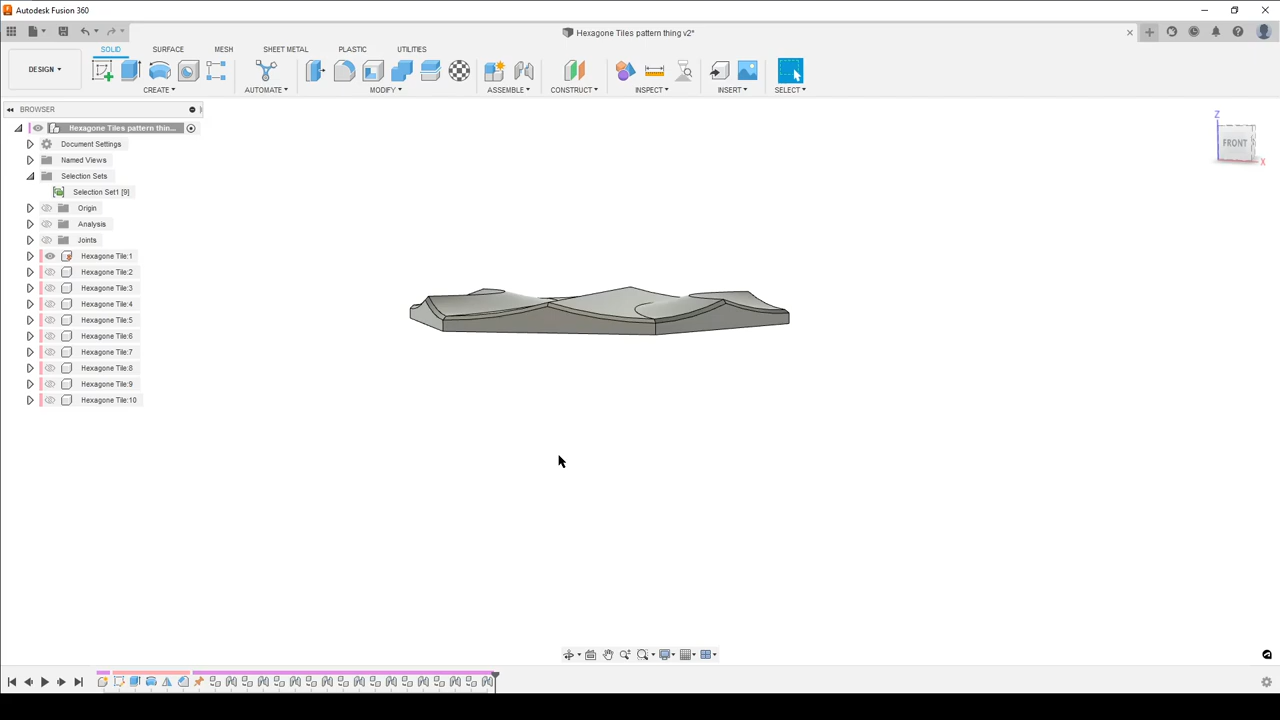 Autodesk Fusion 360
Hexagone Tiles pattern thing v2*
SOLID SURFACE MESH SHEET METAL PLASTIC UTILITIES
DESIGN
CREATE AUTOMATE MODIFY ASSEMBLE CONSTRUCT INSPECT INSERT SELECT
BROWSER
Hexagone Tiles pattern thin...
Document Settings
Named Views
Selection Sets
Selection Set1 [9]
Origin
Analysis
Joints
Hexagone Tile:1
Hexagone Tile:2
Hexagone Tile:3
Hexagone Tile:4
Hexagone Tile:5
Hexagone Tile:6
Hexagone Tile:7
Hexagone Tile:8
Hexagone Tile:9
Hexagone Tile:10
Z
FRONT
X